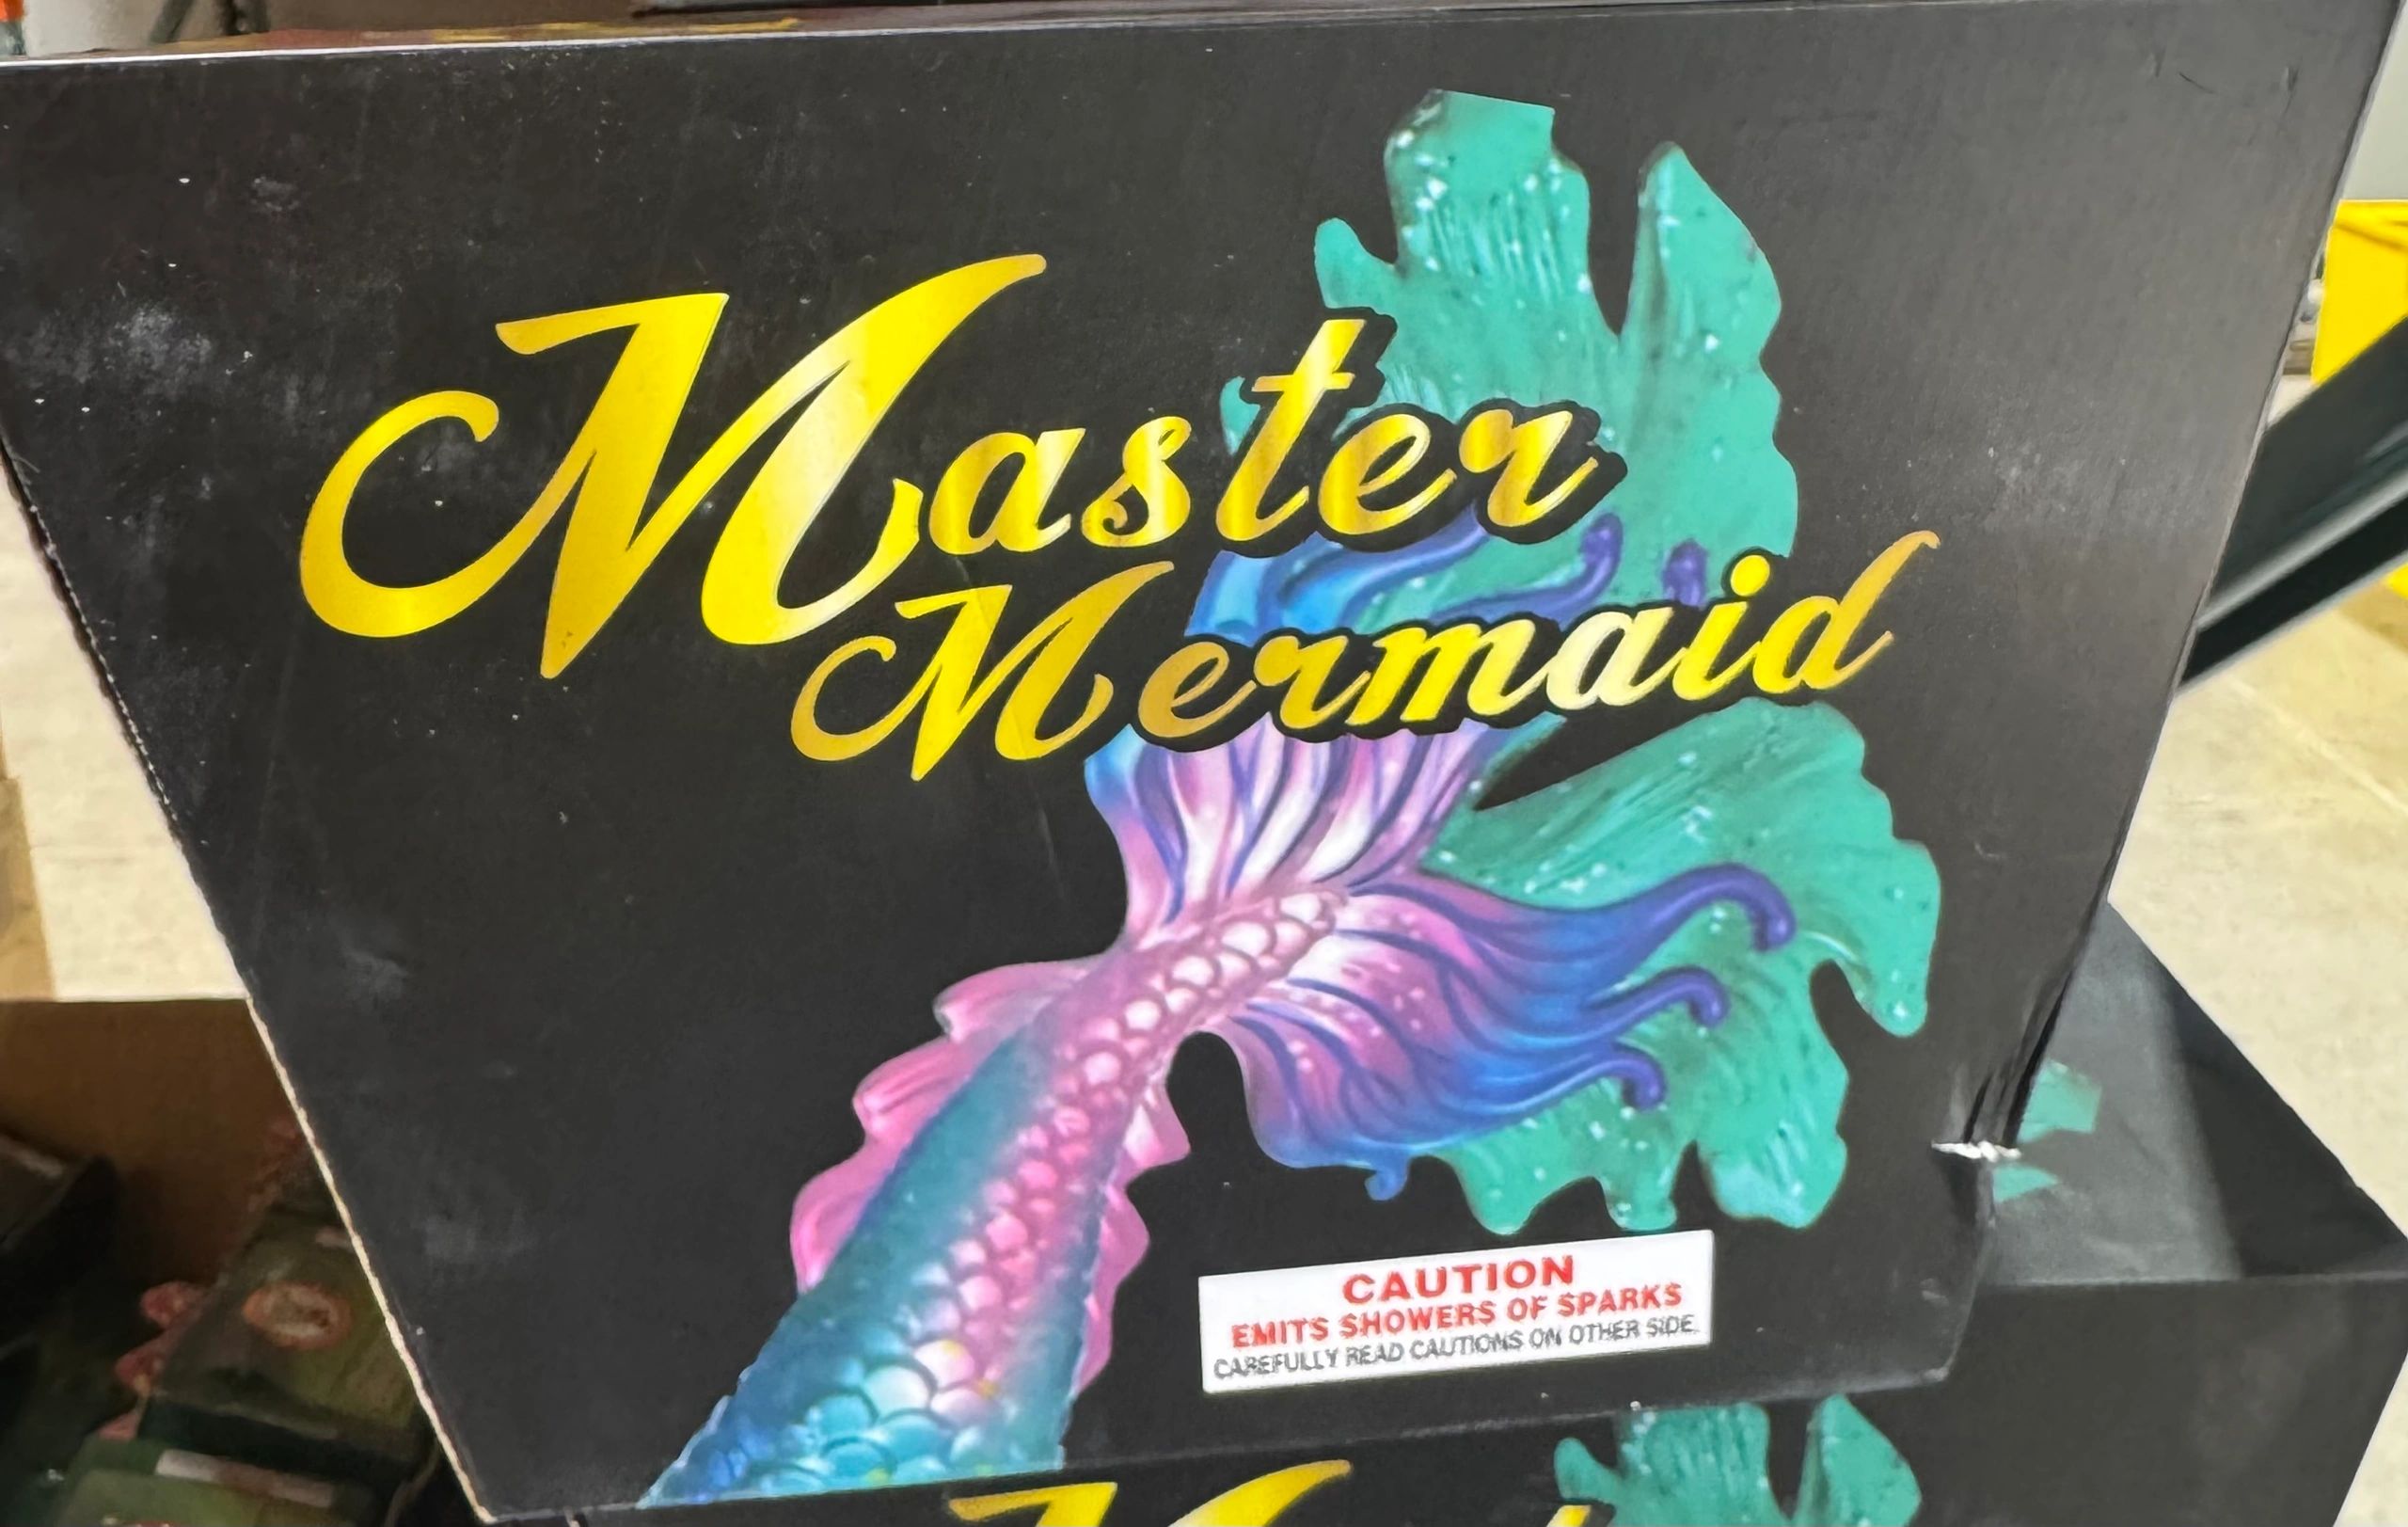 Master
Mermaid
CAUTION
EMITS SHOWERS OF SPARKS
CAREFULLY READ CAUTIONS ON OTHER SIDE.